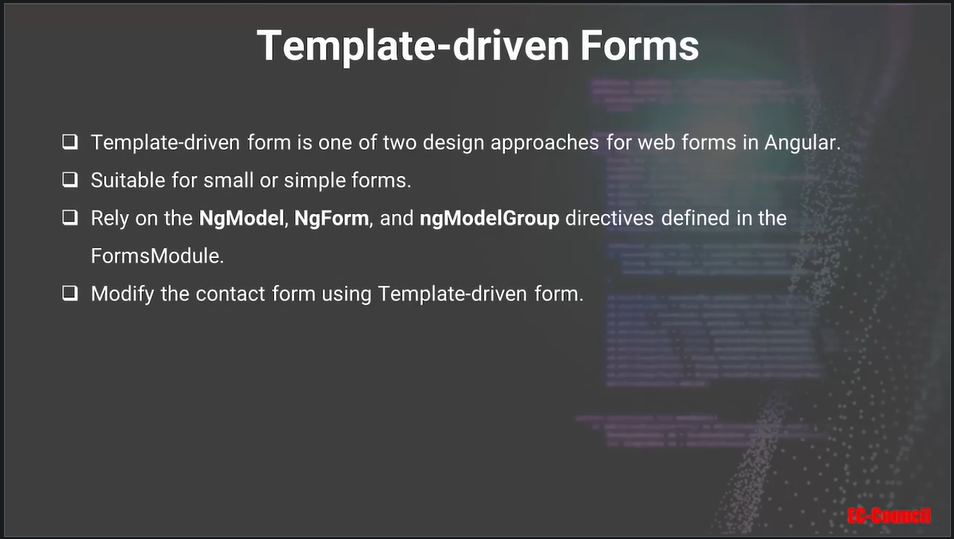 Template-driven Forms
❑ Template-driven form is one of two design approaches for web forms in Angular.
❑ Suitable for small or simple forms.
❑ Rely on the NgModel, NgForm, and ngModelGroup directives defined in the
FormsModule.
❑ Modify the contact form using Template-driven form.
EC-Council